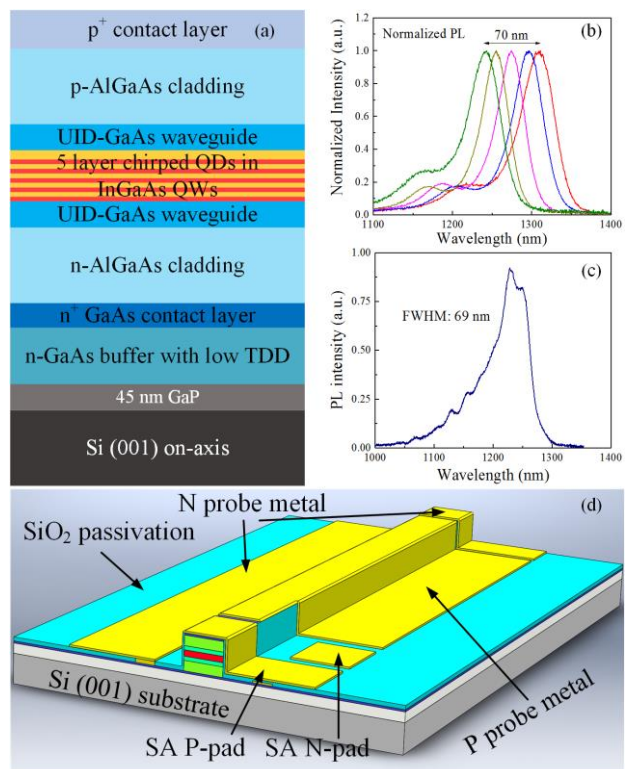 p⁺ contact layer
(a)
p-AlGaAs cladding
UID-GaAs waveguide
5 layer chirped QDs in
InGaAs QWs
UID-GaAs waveguide
n-AlGaAs cladding
n⁺ GaAs contact layer
n-GaAs buffer with low TDD
45 nm GaP
Si (001) on-axis
Normalized PL
70 nm
(b)
Normalized Intensity (a.u.)
1.0
0.8
0.6
0.4
0.2
0.0
1100 1200 1300 1400
Wavelength (nm)
(c)
FWHM: 69 nm
PL intensity (a.u.)
1.00
0.75
0.50
0.25
0.00
1000 1100 1200 1300 1400
Wavelength (nm)
(d)
N probe metal
SiO₂ passivation
Si (001) substrate
SA P-pad
SA N-pad
P probe metal